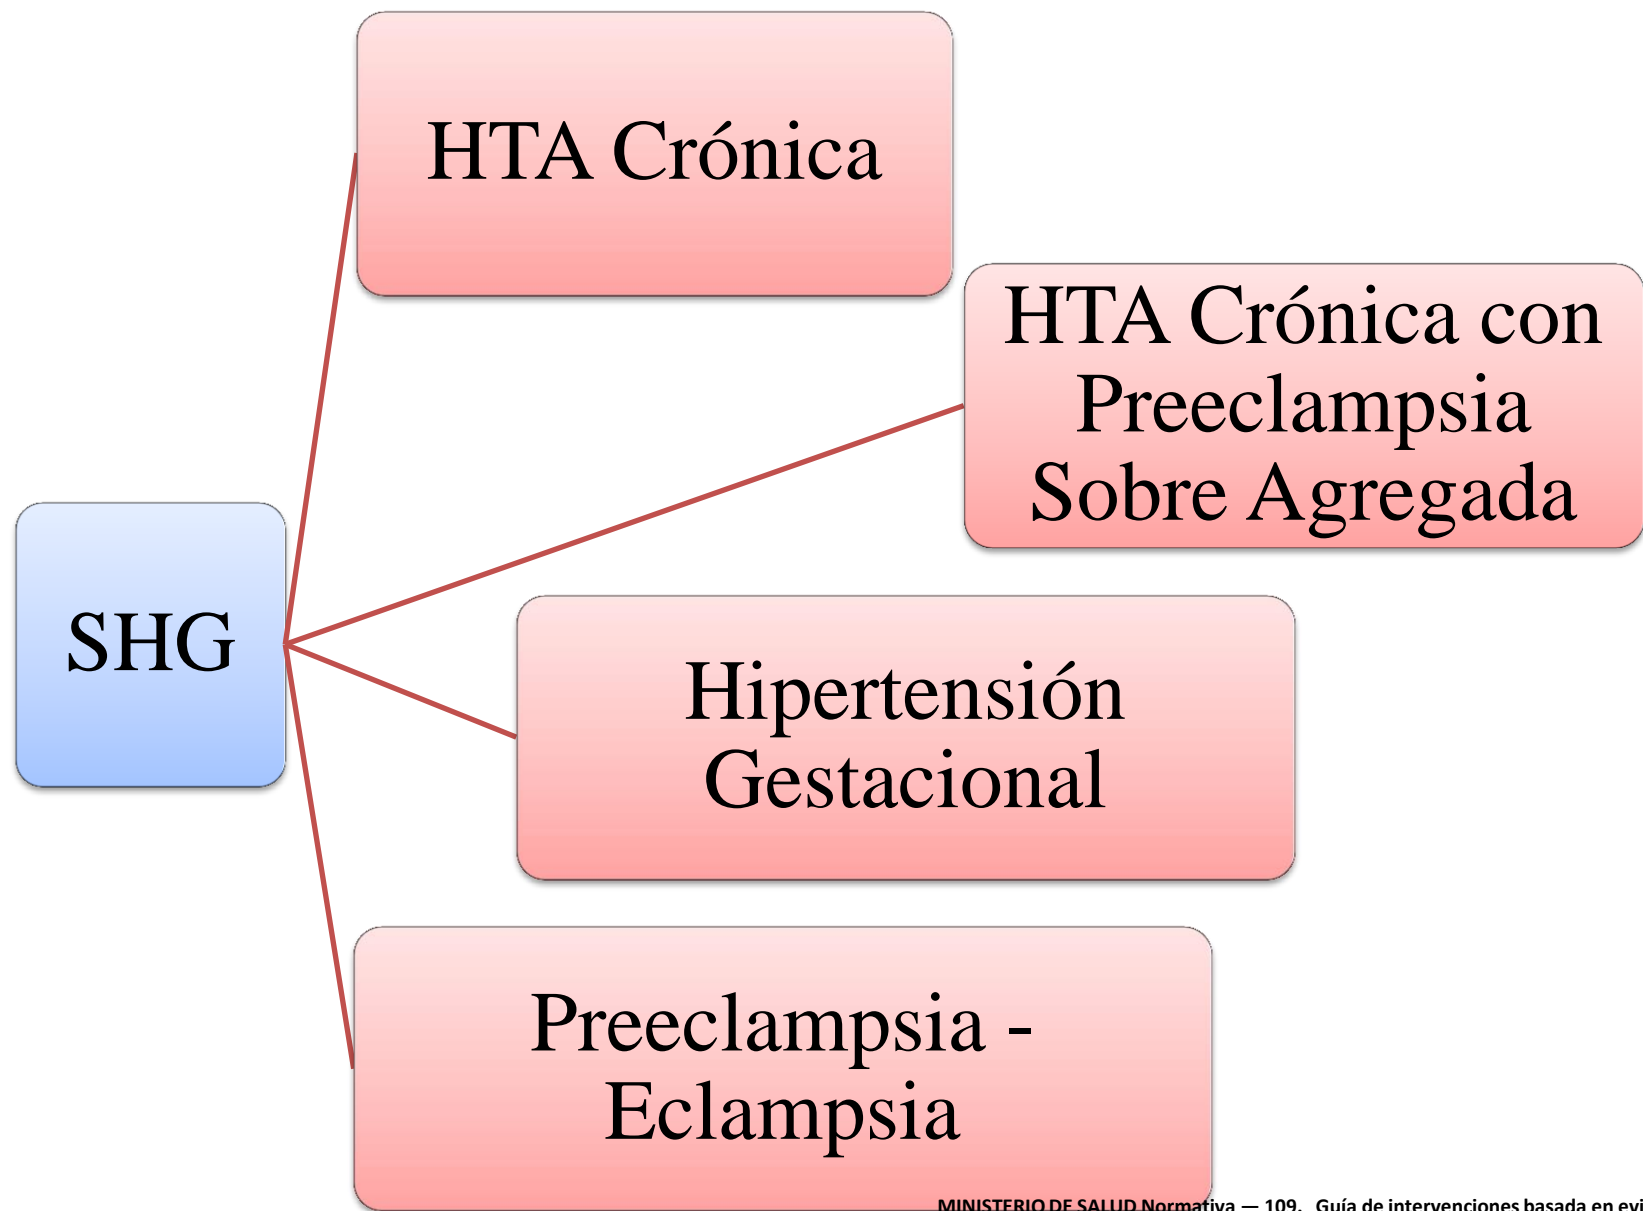 HTA Crónica
HTA Crónica con
Preeclampsia
Sobre Agregada
SHG
Hipertensión
Gestacional
Preeclampsia -
Eclampsia
MINISTERIO DE SALUD Normativa — 109. Guía de intervenciones basada en evi